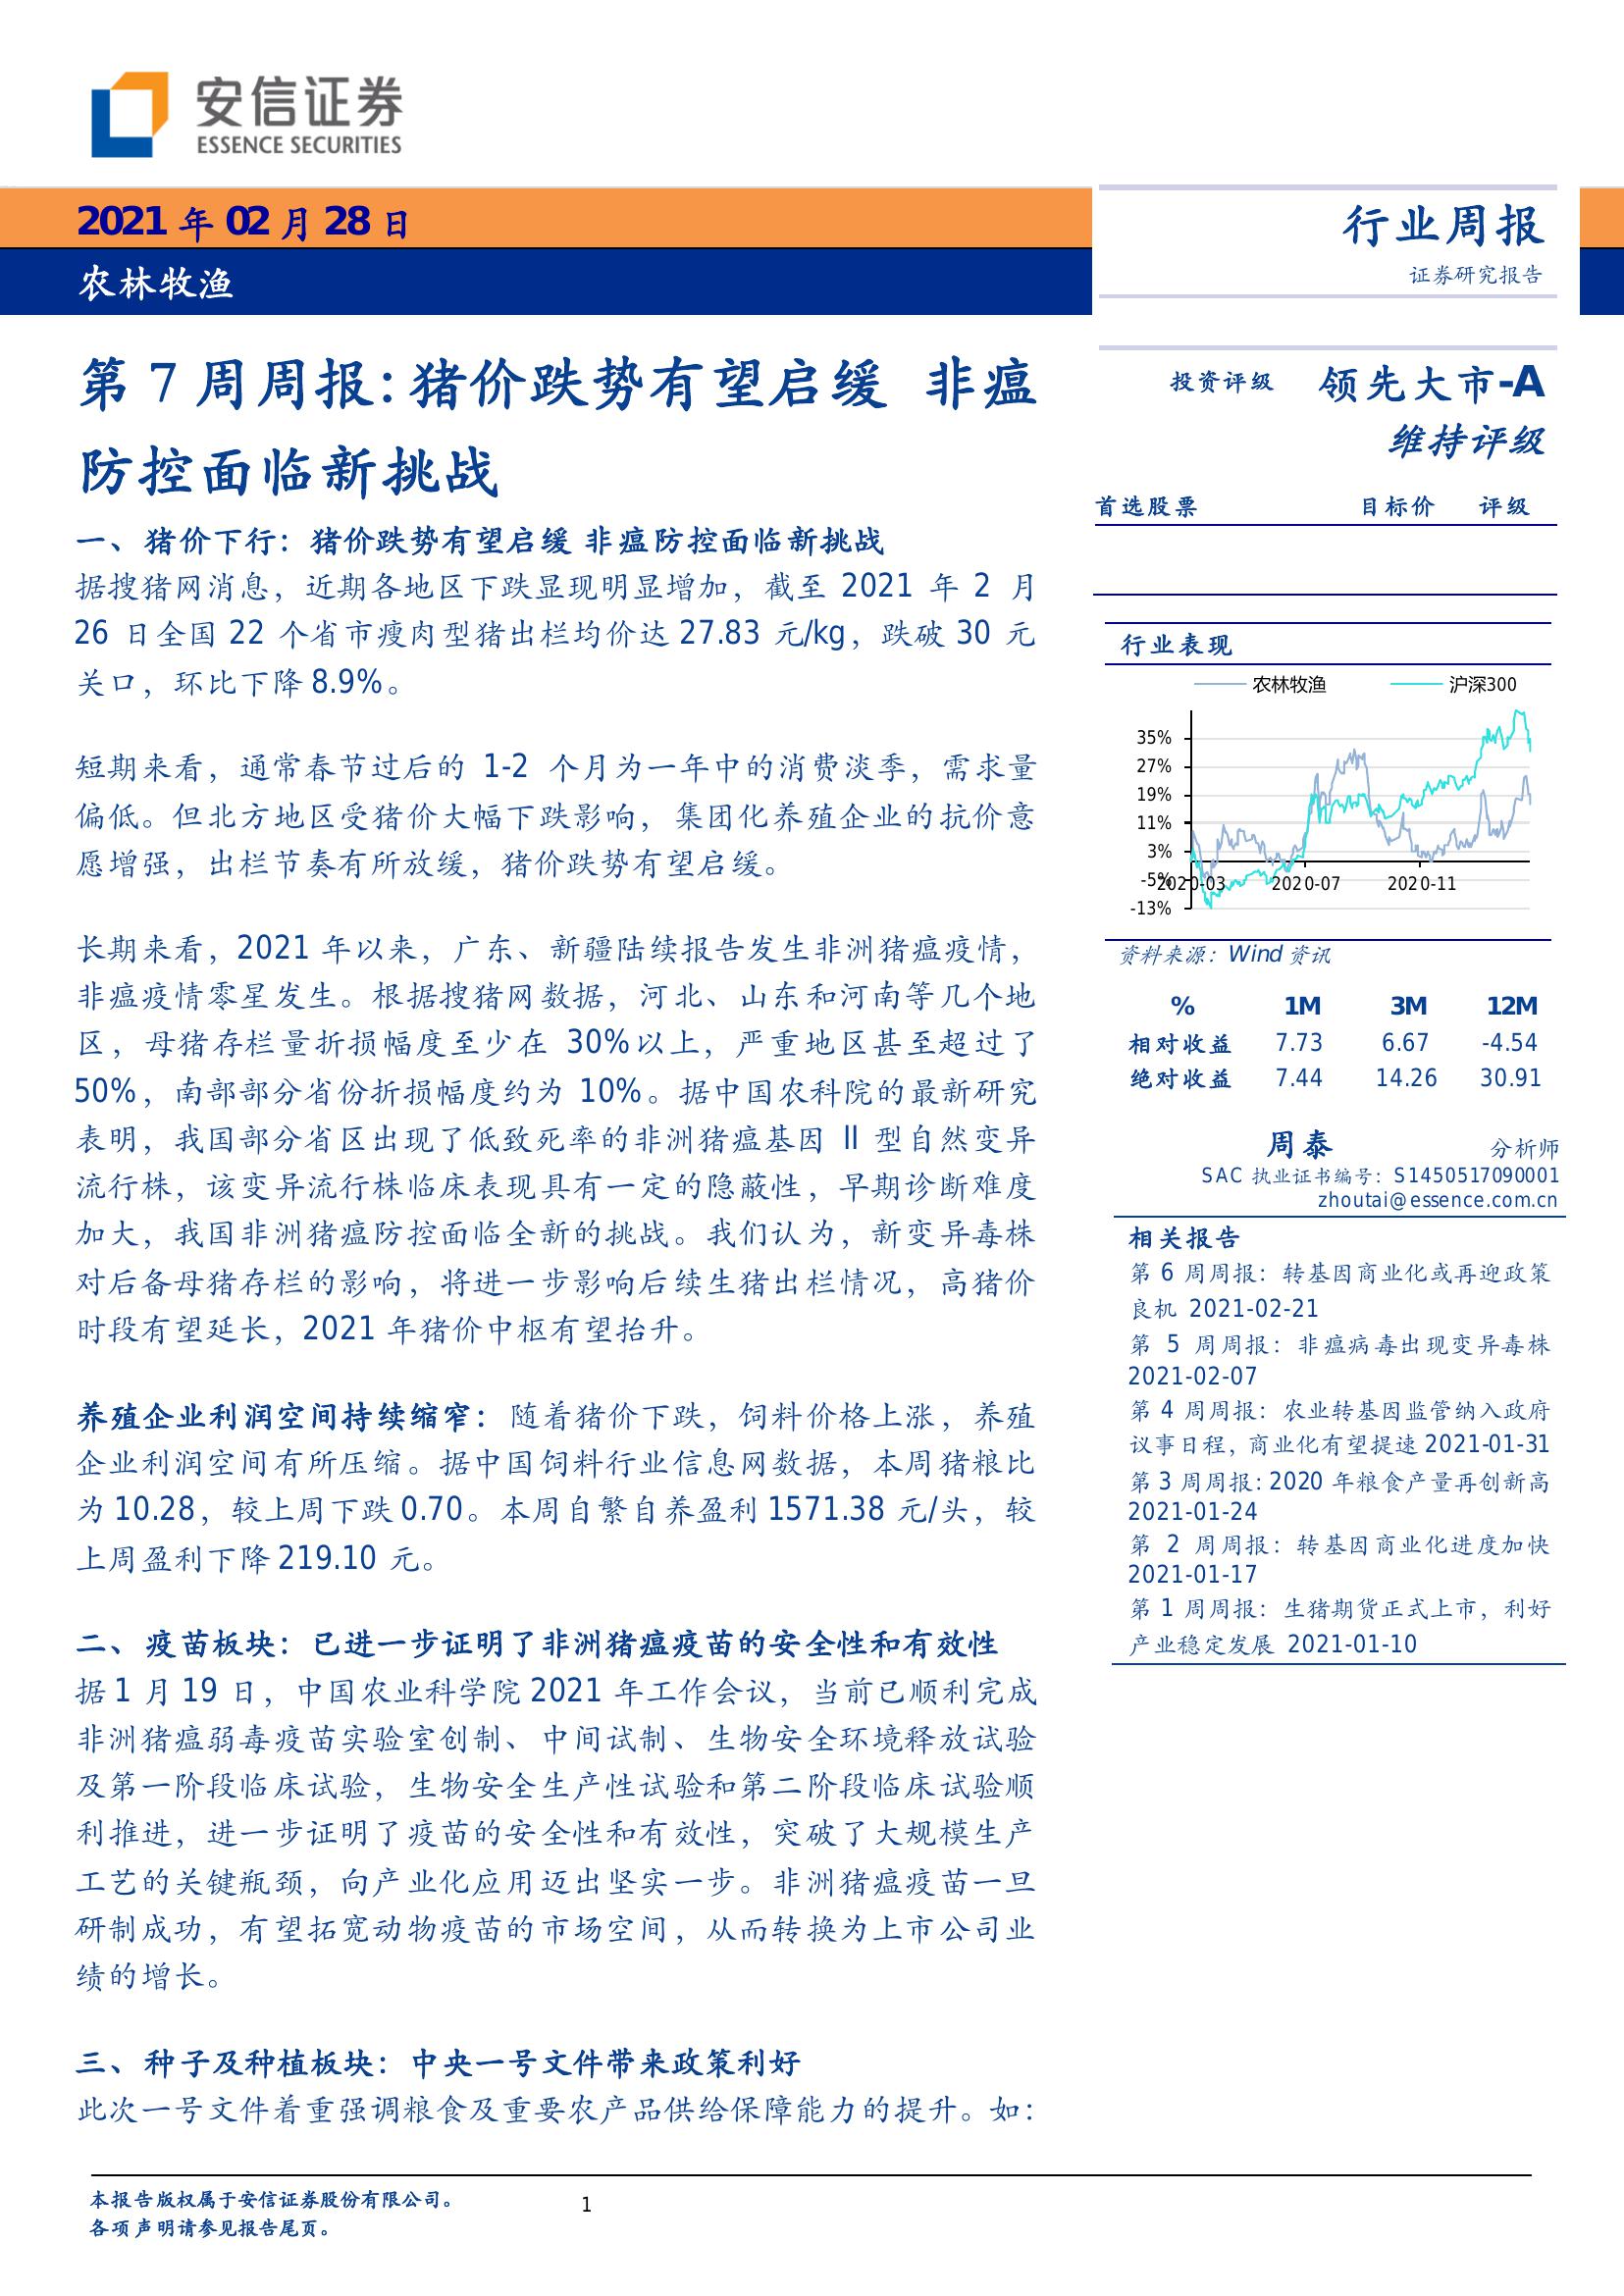 安信证券
ESSENCE SECURITIES
2021 年 02 月 28 日
农林牧渔
行业周报
证券研究报告
第 7 周周报：猪价跌势有望启缓 非瘟
防控面临新挑战
一、猪价下行：猪价跌势有望启缓 非瘟防控面临新挑战
据搜猪网消息，近期各地区下跌显现明显增加，截至 2021 年 2 月
26 日全国 22 个省市瘦肉型猪出栏均价达 27.83 元/kg，跌破 30 元
关口，环比下降 8.9%。
短期来看，通常春节过后的 1-2 个月为一年中的消费淡季，需求量
偏低。但北方地区受猪价大幅下跌影响，集团化养殖企业的抗价意
愿增强，出栏节奏有所放缓，猪价跌势有望启缓。
长期来看，2021 年以来，广东、新疆陆续报告发生非洲猪瘟疫情，
非瘟疫情零星发生。根据搜猪网数据，河北、山东和河南等几个地
区，母猪存栏量折损幅度至少在 30%以上，严重地区甚至超过了
50%，南部部分省份折损幅度约为 10%。据中国农科院的最新研究
表明，我国部分省区出现了低致死率的非洲猪瘟基因 II 型自然变异
流行株，该变异流行株临床表现具有一定的隐蔽性，早期诊断难度
加大，我国非洲猪瘟防控面临全新的挑战。我们认为，新变异毒株
对后备母猪存栏的影响，将进一步影响后续生猪出栏情况，高猪价
时段有望延长，2021 年猪价中枢有望抬升。
养殖企业利润空间持续缩窄：随着猪价下跌，饲料价格上涨，养殖
企业利润空间有所压缩。据中国饲料行业信息网数据，本周猪粮比
为 10.28，较上周下跌 0.70。本周自繁自养盈利 1571.38 元/头，较
上周盈利下降 219.10 元。
二、疫苗板块：已进一步证明了非洲猪瘟疫苗的安全性和有效性
据 1 月 19 日，中国农业科学院 2021 年工作会议，当前已顺利完成
非洲猪瘟弱毒疫苗实验室创制、中间试制、生物安全环境释放试验
及第一阶段临床试验，生物安全生产性试验和第二阶段临床试验顺
利推进，进一步证明了疫苗的安全性和有效性，突破了大规模生产
工艺的关键瓶颈，向产业化应用迈出坚实一步。非洲猪瘟疫苗一旦
研制成功，有望拓宽动物疫苗的市场空间，从而转换为上市公司业
绩的增长。
三、种子及种植板块：中央一号文件带来政策利好
此次一号文件着重强调粮食及重要农产品供给保障能力的提升。如：
投资评级 领先大市-A
维持评级
首选股票 目标价 评级
行业表现
农林牧渔 沪深300
35%
27%
19%
11%
3%
-5%
-13%
2020-03 2020-07 2020-11
资料来源：Wind 资讯
% 1M 3M 12M
相对收益 7.73 6.67 -4.54
绝对收益 7.44 14.26 30.91
周泰 分析师
SAC 执业证书编号：S1450517090001
zhoutai@essence.com.cn
相关报告
第 6 周周报：转基因商业化或再迎政策
良机 2021-02-21
第 5 周周报：非瘟病毒出现变异毒株
2021-02-07
第 4 周周报：农业转基因监管纳入政府
议事日程，商业化有望提速 2021-01-31
第 3 周周报：2020 年粮食产量再创新高
2021-01-24
第 2 周周报：转基因商业化进度加快
2021-01-17
第 1 周周报：生猪期货正式上市，利好
产业稳定发展 2021-01-10
本报告版权属于安信证券股份有限公司。
各项声明请参见报告尾页。
1